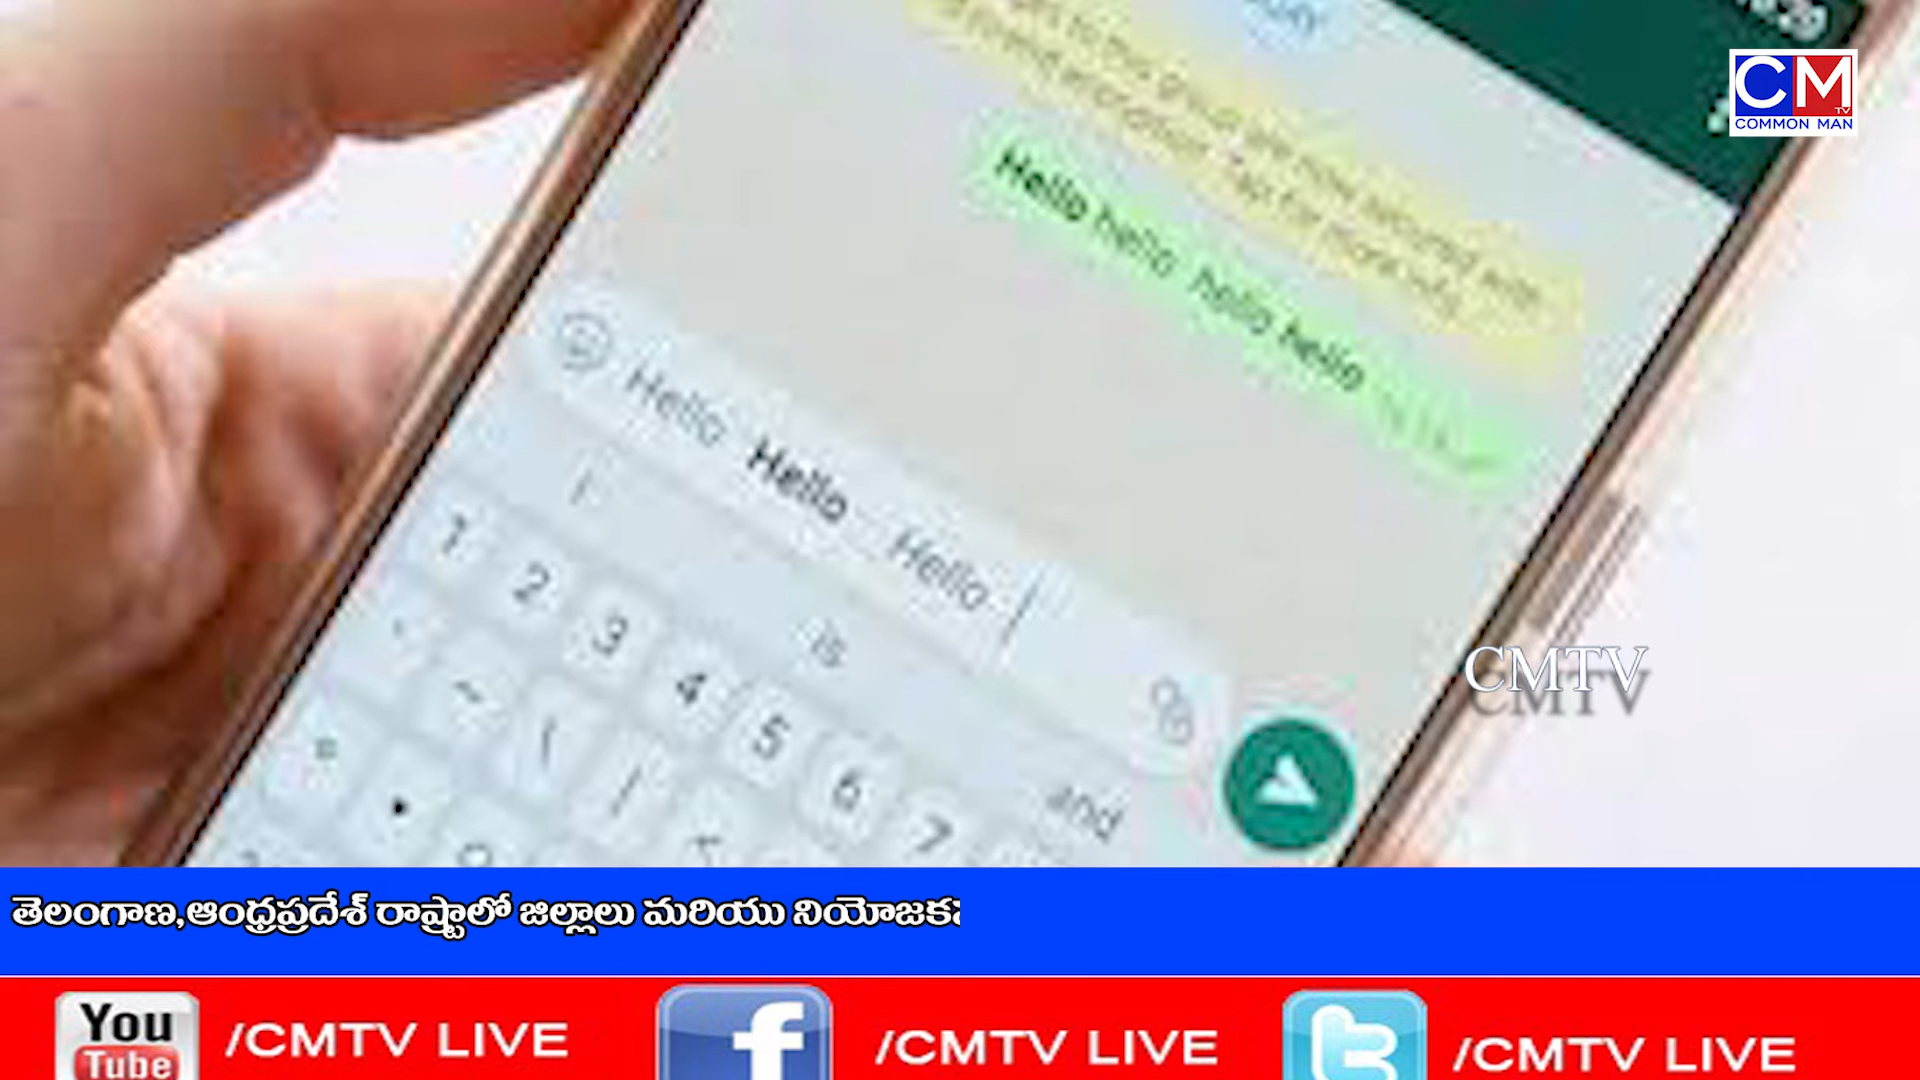 CM
TV
COMMON MAN
Hello hello hello hello
Hello Hello Hello
is
and
1 2 3 4 5 6 7
CMTV
తెలంగాణ,ఆంధ్రప్రదేశ్ రాష్ట్రాలో జిల్లాలు మరియు
You
Tube
/CMTV LIVE
f
/CMTV LIVE
t
/CMTV LIVE